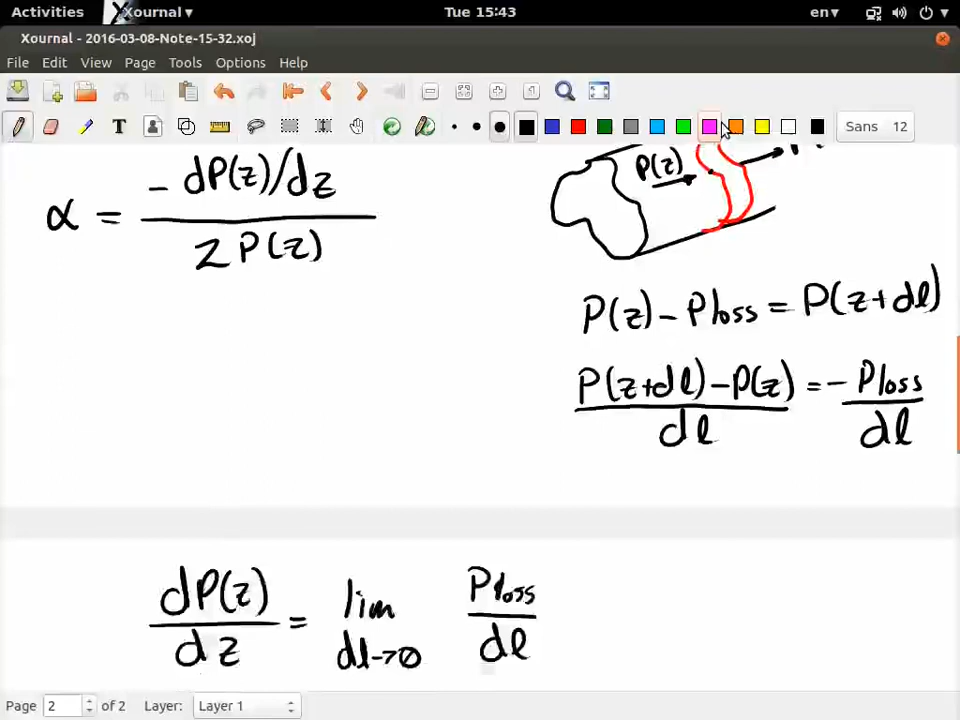 Activities Xournal ▾ Tue 15:43 en ▾
Xournal - 2016-03-08-Note-15-32.xoj
File Edit View Page Tools Options Help
Sans 12
α = - dP(z)/dz / 2 P(z)
P(z)
P(z) - Ploss = P(z+dl)
P(z+dl) - P(z) / dl = - Ploss / dl
dP(z) / dz = lim dl→0 Ploss / dl
Page 2 of 2 Layer: Layer 1